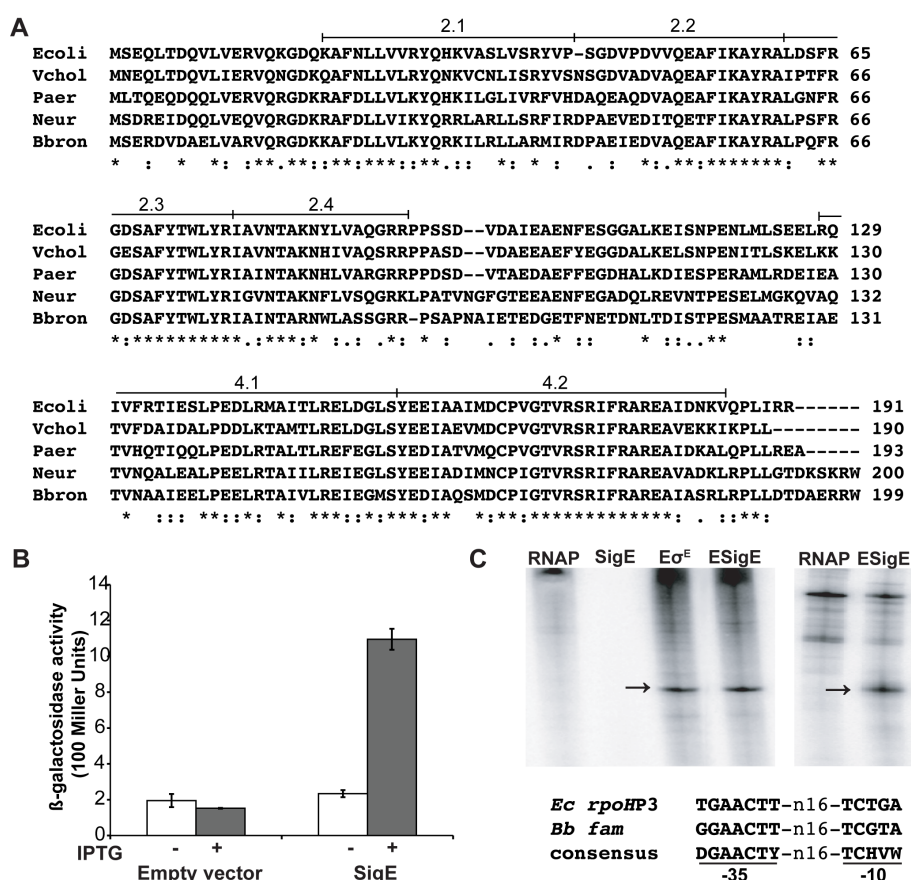 A
2.1 2.2
Ecoli MSEQLTDQVLVERVQKGDQKAFNLLVVRYQHKVASLVSRYVP-SGDVPDVVQEAFIKAYRALDSFR 65
Vchol MNEQLTDQVLIERVQNGDKQAFNLLVLRYQNKVCNLISRYVSNSGDVADVAQEAFIKAYRAIPTFR 66
Paer MLTQEQDQQLVERVQRGDKRAFDLLVLKYQHKILGLIVRFVHDAQEAQDVAQEAFIKAYRALGNFR 66
Neur MSDREIDQQLVEQVQRGDKRAFDLLVIKYQRRLARLLSRFIRDPAEVEDITQETFIKAYRALPSFR 66
Bbron MSERDVDAELVARVQRGDKKAFDLLVLKYQRKILRLLARMIRDPAEIEDVAQEAFIKAYRALPQFR 66
2.3 2.4
Ecoli GDSAFYTWLYRIAVNTAKNYLVAQGRRPPSSD--VDAIEAENFESGGALKEISNPENLMLSEELRQ 129
Vchol GESAFYTWLYRIAVNTAKNHIVAQSRRPPASD--VDAEEAEYFDGGDALKELSNPENITLSKELKK 130
Paer GDSAFYTWLYRIAINTAKNHLVARGRRPPDSD--VTAEDAEFFEGDHALKDIESPERAMLRDEIEA 130
Neur GDSAFYTWLYRIGVNTAKNFLVSQGRKLPATVNGFGTEEAENFEGADQLREVNTPESELMGKQVAQ 132
Bbron GDSAFYTWLYRIAINTARNWLASSGRR-PSAPNAIETEDGETFNETDNLTDISTPESMAATREIAE 131
4.1 4.2
Ecoli IVFRTIESLPEDLRMAITLRELDGLSYEEIAAIMDCPVGTVRSRIFRAREAIDNKVQPLIRR------ 191
Vchol TVFDAIDALPDDLKTAMTLRELDGLSYEEIAEVMDCPVGTVRSRIFRAREAVEKKIKPLL-------- 190
Paer TVHQTIQQLPEDLRTALTLREFEGLSYEDIATVMQCPVGTVRSRIFRAREAIDKALQPLLREA----- 193
Neur TVNQALEALPEELRTAIILREIEGLSYEEIADIMNCPIGTVRSRIFRAREAVADKLRPLLGTDKSKRW 200
Bbron TVNAAIEELPEELRTAIVLREIEGMSYEDIAQSMDCPIGTVRSRIFRAREAIASRLRPLLDTDAERRW 199
B
ß-galactosidase activity
(100 Miller Units)
14
12
10
8
6
4
2
0
IPTG - + - +
Empty vector SigE
C
RNAP SigE Eσᴱ ESigE RNAP ESigE
→ →
Ec rpoHP3 TGAACTT-n16-TCTGA
Bb fam GGAACTT-n16-TCGTA
consensus DGAACTY-n16-TCHVW
-35 -10